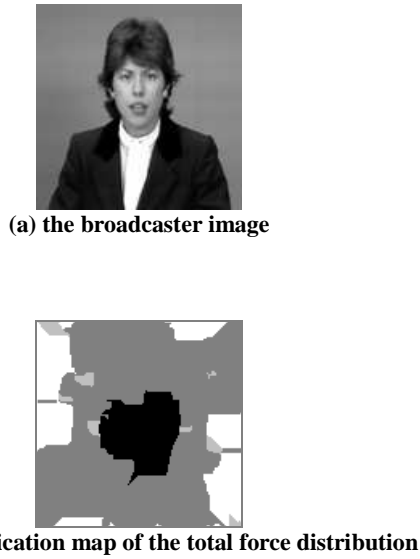 (a) the broadcaster image
ication map of the total force distribution